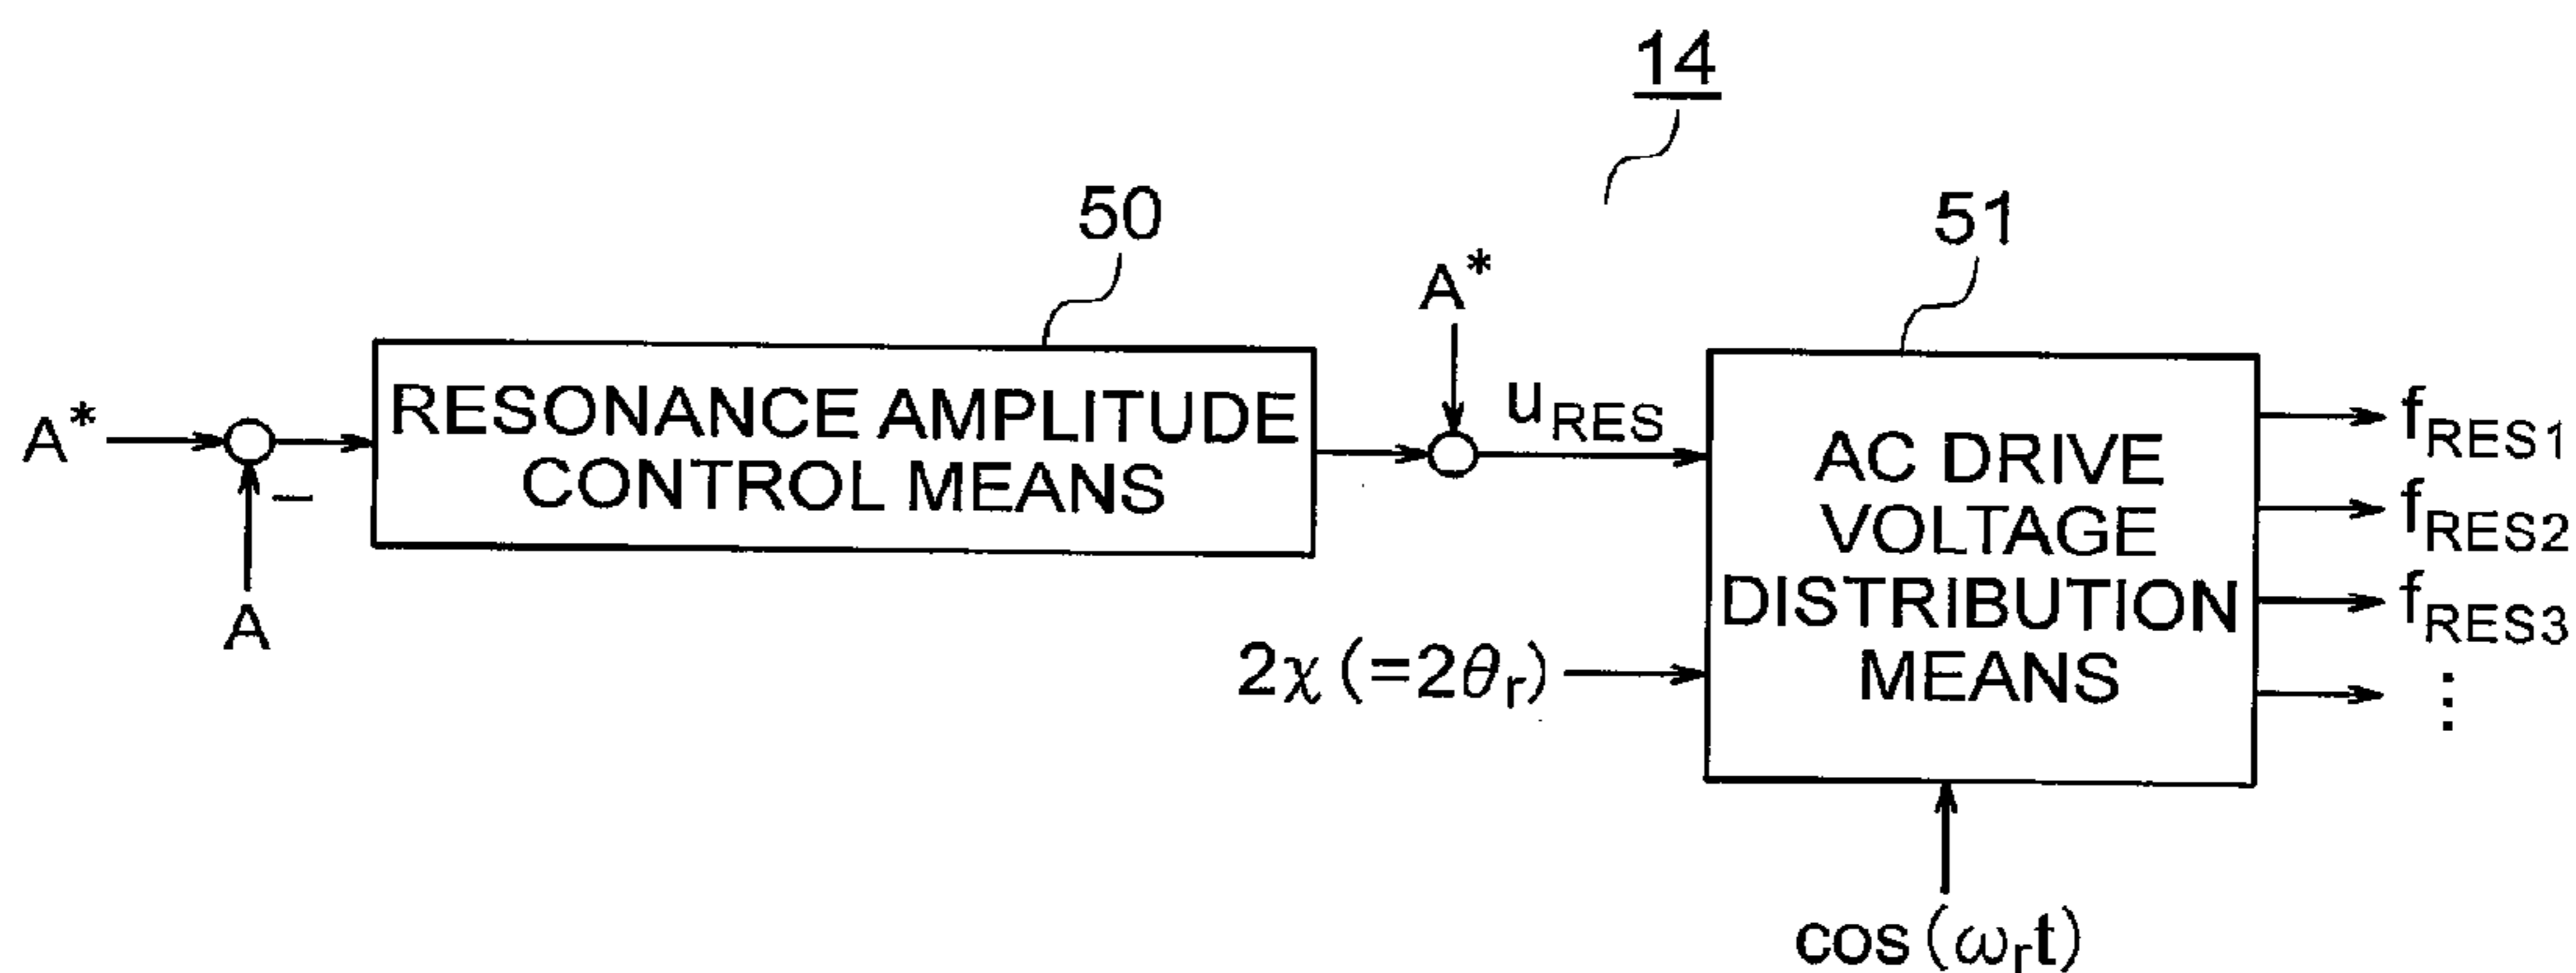 14
50
51
A*
A*
RESONANCE AMPLITUDE
CONTROL MEANS
A
−
u_RES
2χ(=2θ_r)
AC DRIVE
VOLTAGE
DISTRIBUTION
MEANS
f_RES1
f_RES2
f_RES3
⋮
cos(ω_rt)